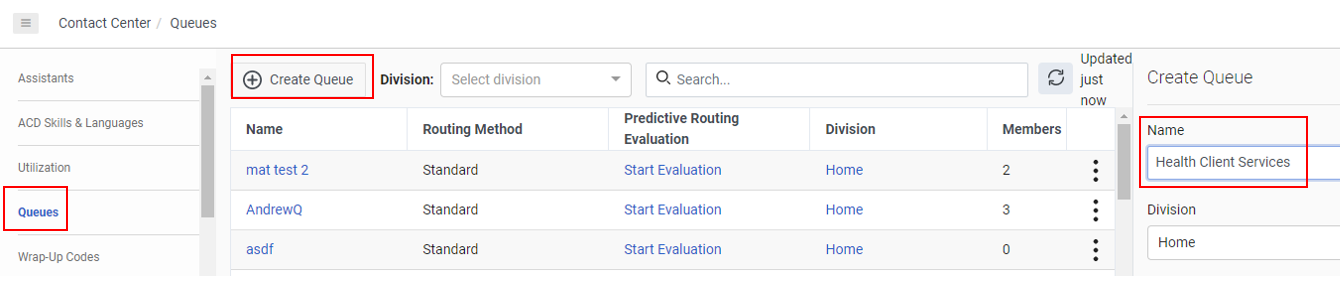 Contact Center / Queues
Assistants
ACD Skills & Languages
Utilization
Queues
Wrap-Up Codes
Create Queue
Division:
Select division
Search...
Updated
just
now
Name Routing Method Predictive Routing Division Members
Evaluation
mat test 2 Standard Start Evaluation Home 2
AndrewQ Standard Start Evaluation Home 3
asdf Standard Start Evaluation Home 0
Create Queue
Name
Health Client Services
Division
Home